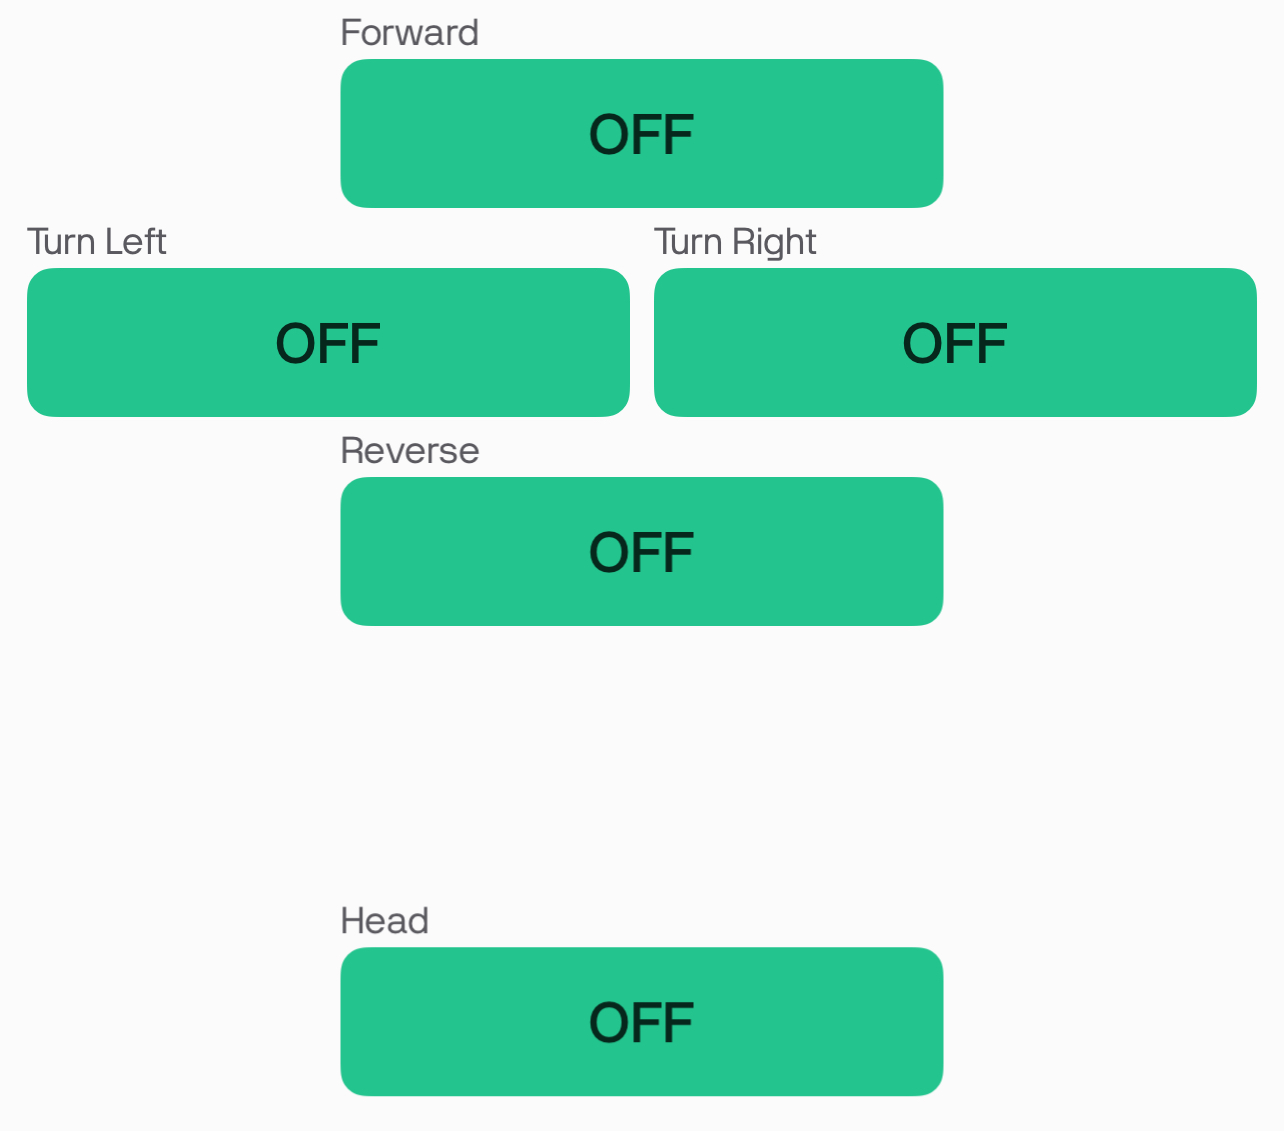 Forward
OFF
Turn Left
Turn Right
OFF
OFF
Reverse
OFF
Head
OFF